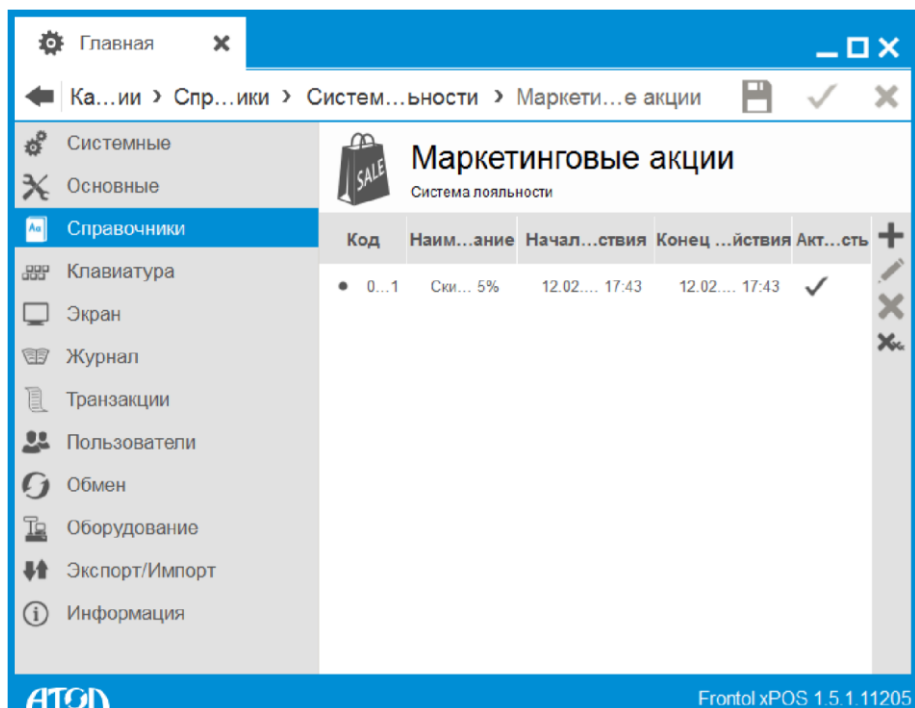 Главная
Ка…ии › Спр…ики › Систем…ьности › Маркети…е акции
Системные
Основные
Справочники
Клавиатура
Экран
Журнал
Транзакции
Пользователи
Обмен
Оборудование
Экспорт/Импорт
Информация
SALE
Маркетинговые акции
Система лояльности
Код Наим…ание Начал…ствия Конец …йствия Акт…сть
0…1 Ски… 5% 12.02.… 17:43 12.02.… 17:43
АТОЛ
Frontol xPOS 1.5.1.11205